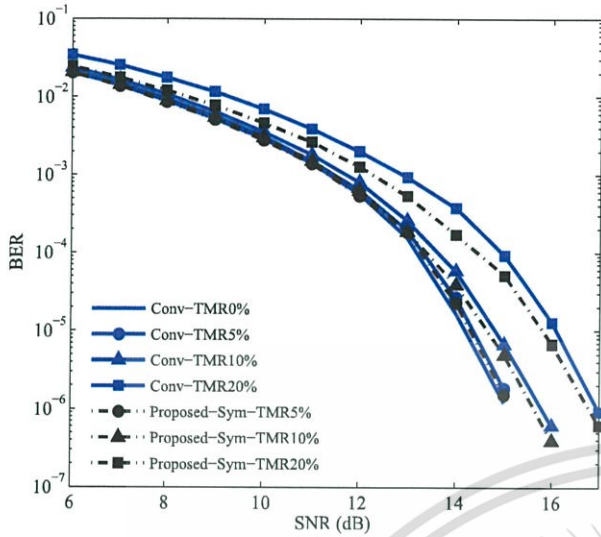 10^-1
10^-2
10^-3
10^-4
10^-5
10^-6
10^-7
BER
Conv-TMR0%
Conv-TMR5%
Conv-TMR10%
Conv-TMR20%
Proposed-Sym-TMR5%
Proposed-Sym-TMR10%
Proposed-Sym-TMR20%
6 8 10 12 14 16
SNR (dB)